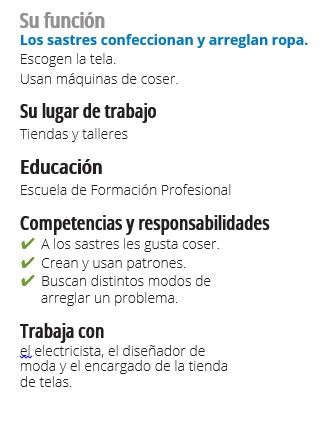 Su función
Los sastres confeccionan y arreglan ropa.
Escogen la tela.
Usan máquinas de coser.
Su lugar de trabajo
Tiendas y talleres
Educación
Escuela de Formación Profesional
Competencias y responsabilidades
✔ A los sastres les gusta coser.
✔ Crean y usan patrones.
✔ Buscan distintos modos de
arreglar un problema.
Trabaja con
el electricista, el diseñador de
moda y el encargado de la tienda
de telas.